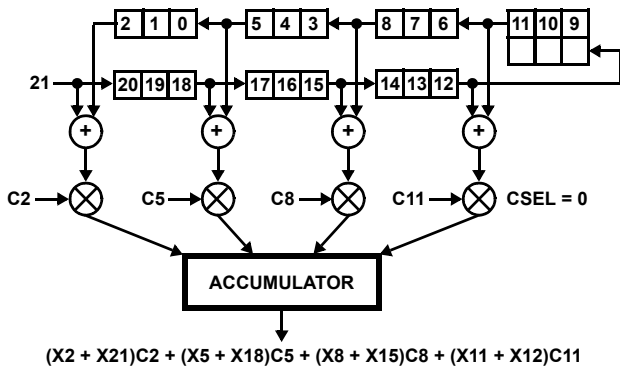 2 1 0 5 4 3 8 7 6 11 10 9
21 20 19 18 17 16 15 14 13 12
+ + + +
C2 C5 C8 C11 CSEL = 0
ACCUMULATOR
(X2 + X21)C2 + (X5 + X18)C5 + (X8 + X15)C8 + (X11 + X12)C11